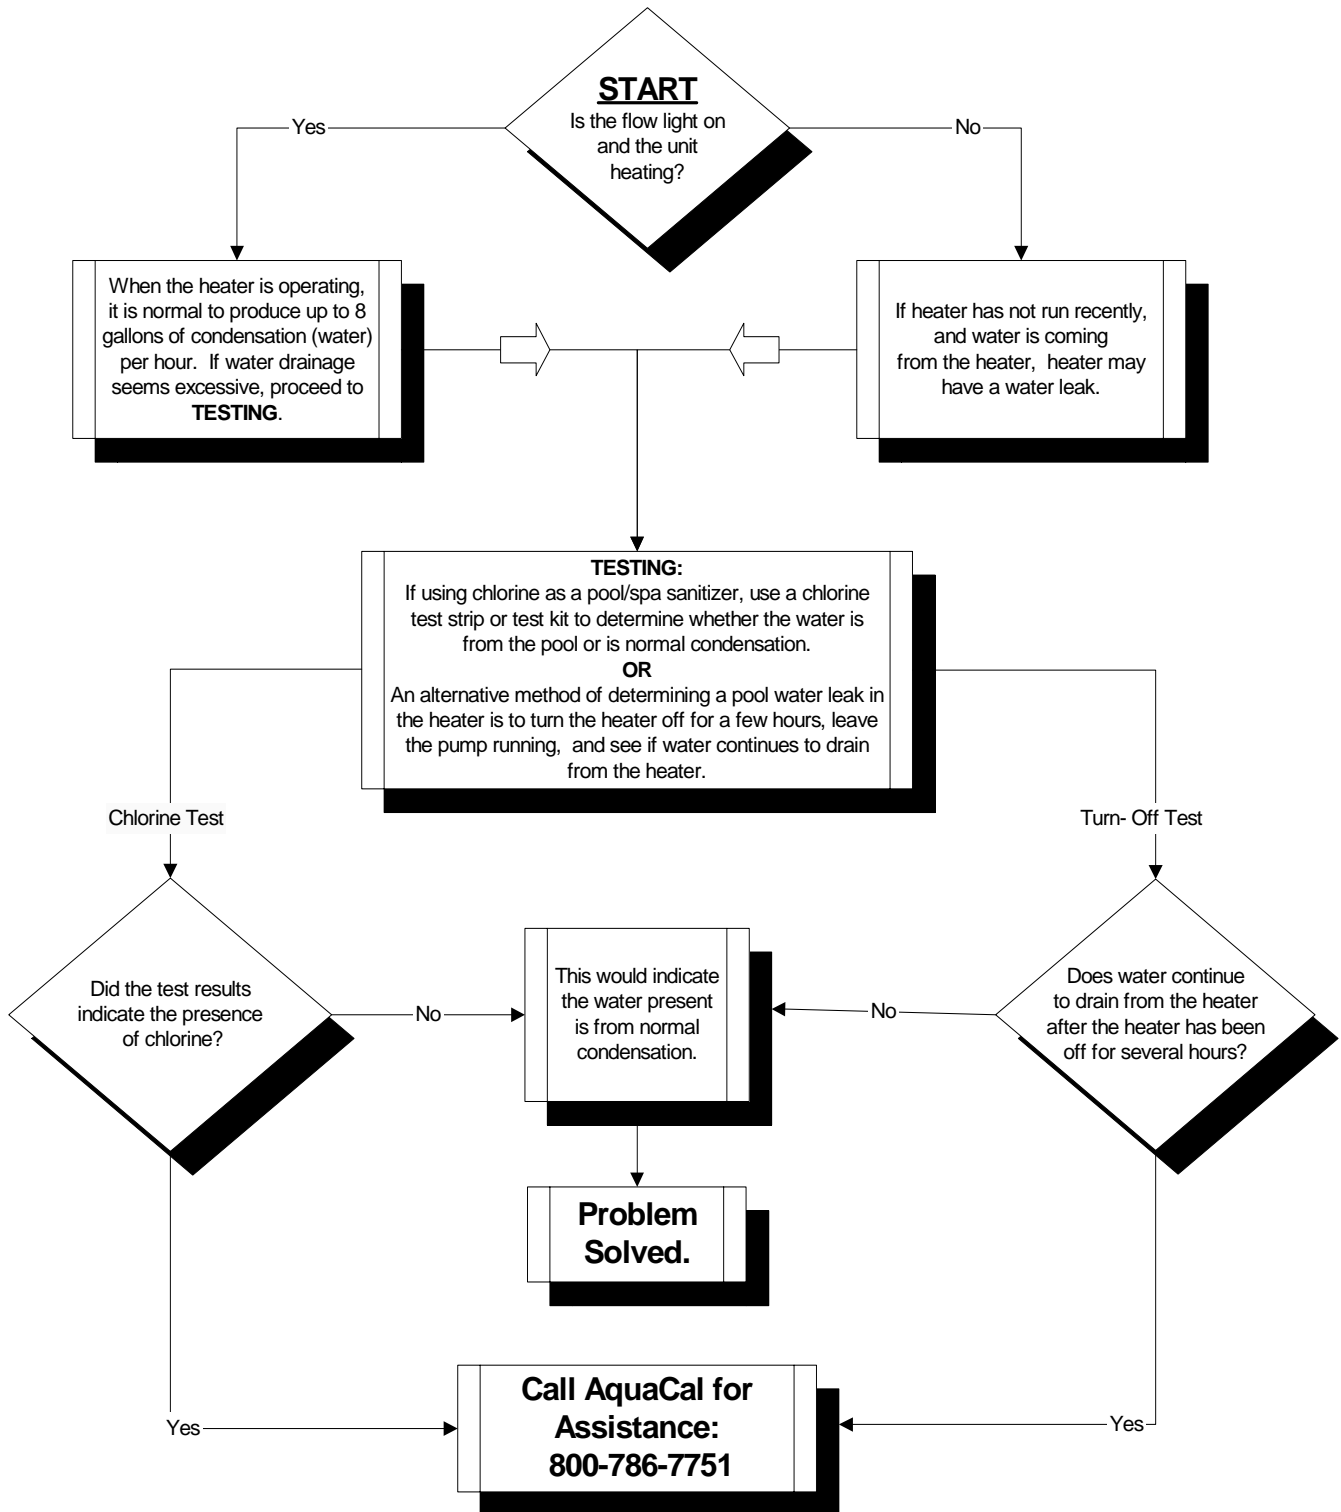 START
Is the flow light on
and the unit
heating?
Yes
No
When the heater is operating,
it is normal to produce up to 8
gallons of condensation (water)
per hour.  If water drainage
seems excessive, proceed to
TESTING.
If heater has not run recently,
and water is coming
from the heater,  heater may
have a water leak.
TESTING:
If using chlorine as a pool/spa sanitizer, use a chlorine
test strip or test kit to determine whether the water is
from the pool or is normal condensation.
OR
An alternative method of determining a pool water leak in
the heater is to turn the heater off for a few hours, leave
the pump running,  and see if water continues to drain
from the heater.
Chlorine Test
Turn- Off Test
Did the test results
indicate the presence
of chlorine?
No
This would indicate
the water present
is from normal
condensation.
No
Does water continue
to drain from the heater
after the heater has been
off for several hours?
Problem
Solved.
Yes
Call AquaCal for
Assistance:
800-786-7751
Yes